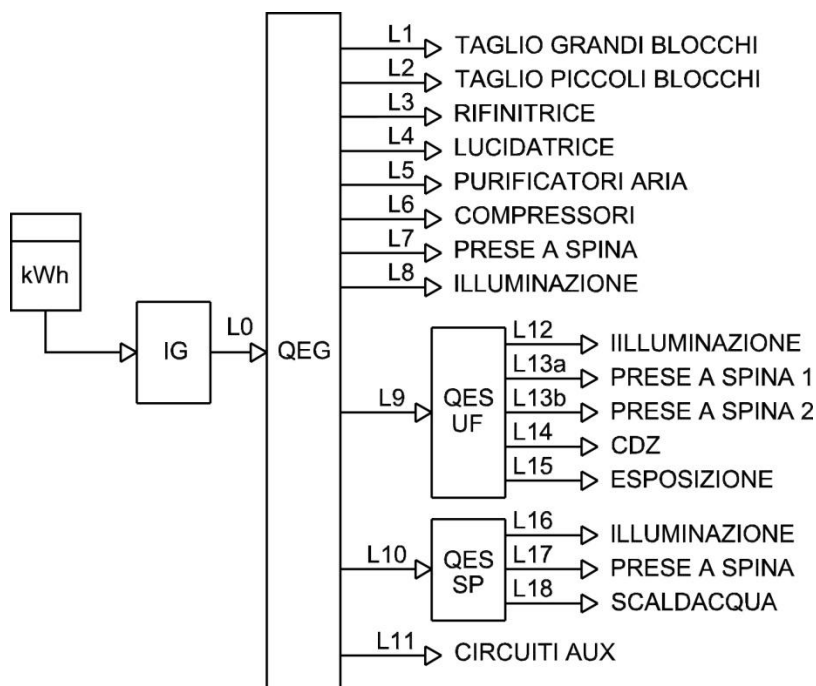 L1 TAGLIO GRANDI BLOCCHI
L2 TAGLIO PICCOLI BLOCCHI
L3 RIFINITRICE
L4 LUCIDATRICE
L5 PURIFICATORI ARIA
L6 COMPRESSORI
L7 PRESE A SPINA
L8 ILLUMINAZIONE
kWh
IG
L0
QEG
L9
QES
UF
L12 IILLUMINAZIONE
L13a PRESE A SPINA 1
L13b PRESE A SPINA 2
L14 CDZ
L15 ESPOSIZIONE
L10
QES
SP
L16 ILLUMINAZIONE
L17 PRESE A SPINA
L18 SCALDACQUA
L11 CIRCUITI AUX